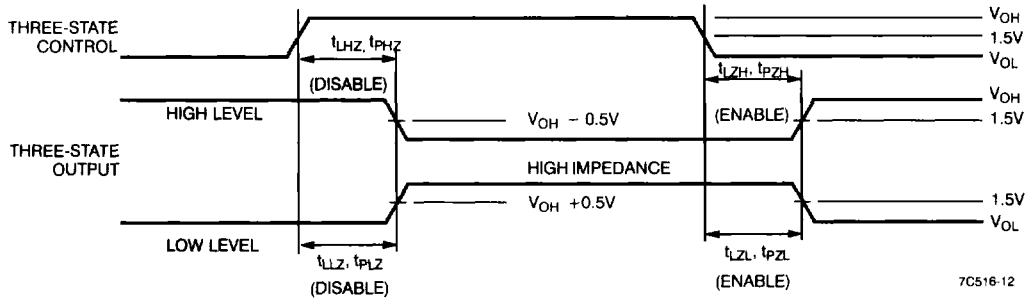 THREE-STATE
CONTROL
tLHZ, tPHZ
(DISABLE)
VOH
1.5V
VOL
tLZH, tPZH
(ENABLE)
HIGH LEVEL
VOH – 0.5V
VOH
1.5V
THREE-STATE
OUTPUT
HIGH IMPEDANCE
VOH +0.5V
1.5V
VOL
LOW LEVEL
tLLZ, tPLZ
(DISABLE)
tLZL, tPZL
(ENABLE)
7C516-12